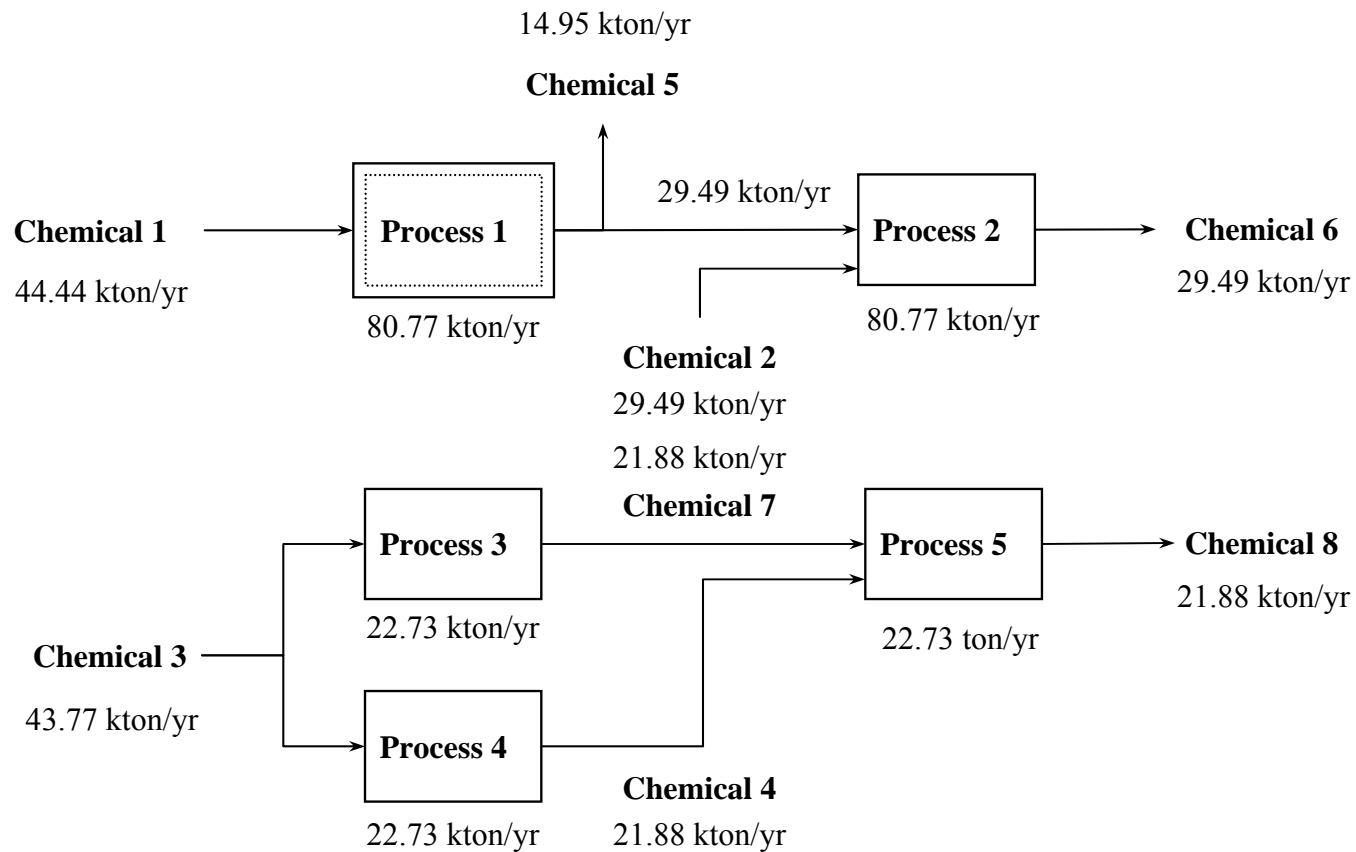 14.95 kton/yr
Chemical 5
29.49 kton/yr
Chemical 1
Process 1
Process 2
Chemical 6
44.44 kton/yr
29.49 kton/yr
80.77 kton/yr
80.77 kton/yr
Chemical 2
29.49 kton/yr
21.88 kton/yr
Chemical 7
Process 3
Process 5
Chemical 8
21.88 kton/yr
22.73 kton/yr
22.73 ton/yr
Chemical 3
43.77 kton/yr
Process 4
Chemical 4
22.73 kton/yr
21.88 kton/yr